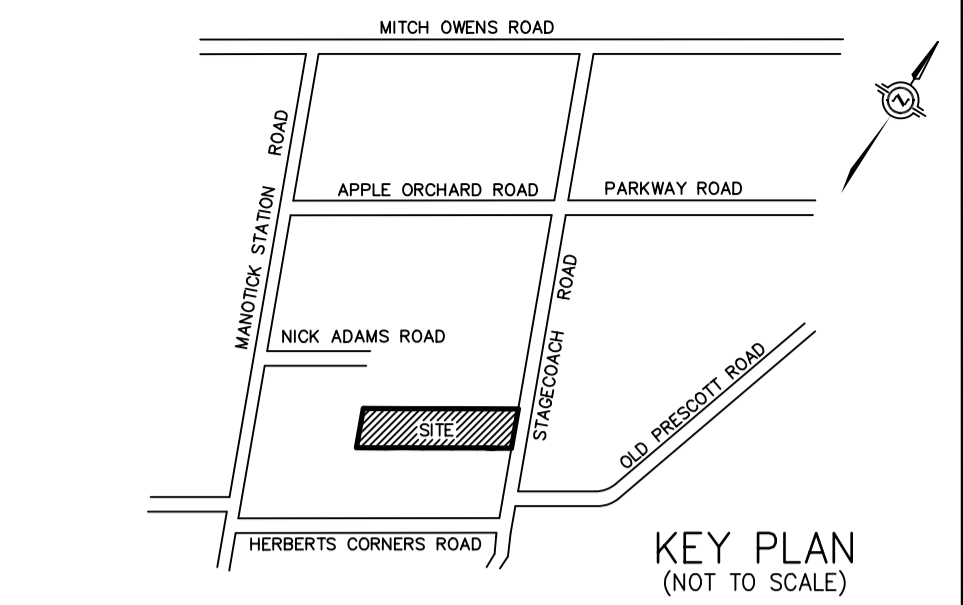 MITCH OWENS ROAD
MANOTICK STATION ROAD
N
APPLE ORCHARD ROAD
PARKWAY ROAD
STAGECOACH ROAD
NICK ADAMS ROAD
SITE
OLD PRESCOTT ROAD
HERBERTS CORNERS ROAD
KEY PLAN
(NOT TO SCALE)